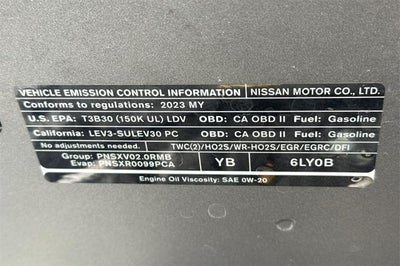 VEHICLE EMISSION CONTROL INFORMATION NISSAN MOTOR CO., LTD.
Conforms to regulations: 2023 MY
U.S. EPA: T3B30 (150K UL) LDV OBD: CA OBD II Fuel: Gasoline
California: LEV3-SULEV30 PC OBD: CA OBD II Fuel: Gasoline
No adjustments needed. TWC(2)/HO2S/WR-HO2S/EGR/EGRC/DFI
Group: PNSXV02.0RMB
Evap: PNSXR0099PCA YB 6LY0B
Engine Oil Viscosity: SAE 0W-20